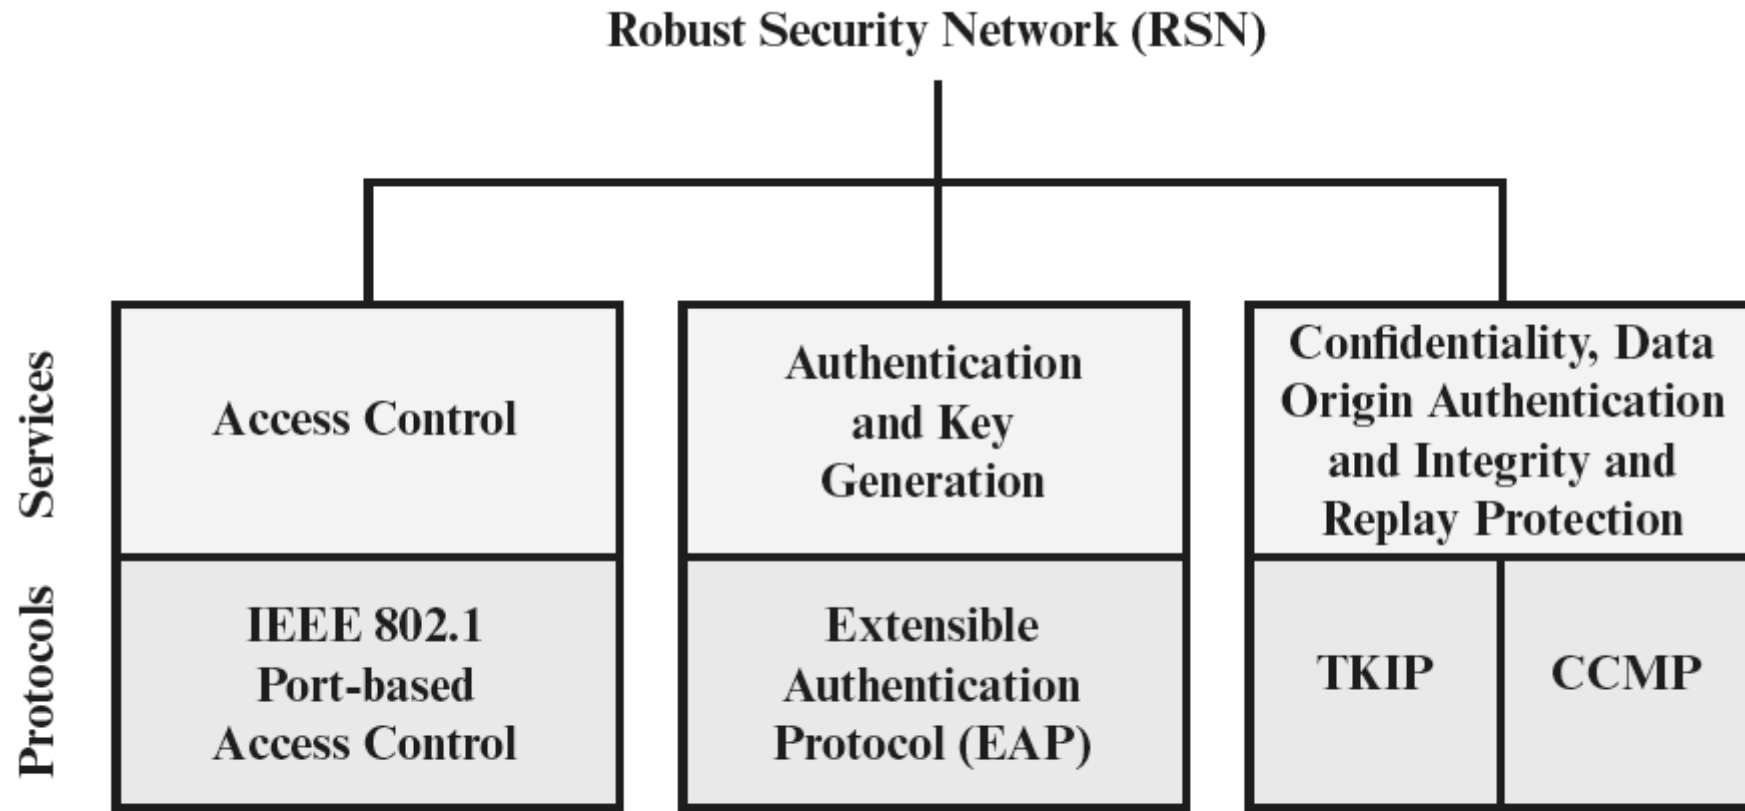 Robust Security Network (RSN)
Services
Access Control
Authentication
and Key
Generation
Confidentiality, Data
Origin Authentication
and Integrity and
Replay Protection
Protocols
IEEE 802.1
Port-based
Access Control
Extensible
Authentication
Protocol (EAP)
TKIP
CCMP